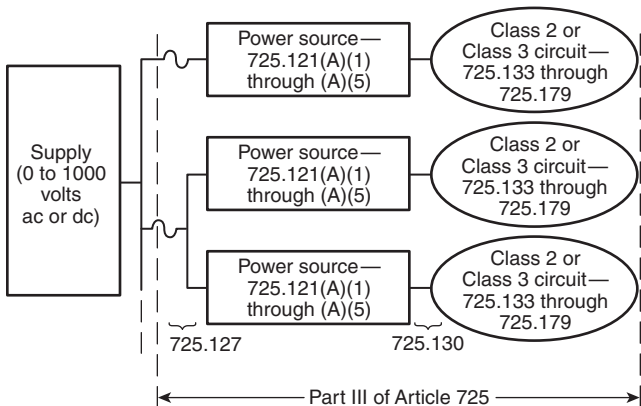 Supply
(0 to 1000
volts
ac or dc)
Power source—
725.121(A)(1)
through (A)(5)
Class 2 or
Class 3 circuit—
725.133 through
725.179
Power source—
725.121(A)(1)
through (A)(5)
Class 2 or
Class 3 circuit—
725.133 through
725.179
Power source—
725.121(A)(1)
through (A)(5)
Class 2 or
Class 3 circuit—
725.133 through
725.179
725.127
725.130
Part III of Article 725